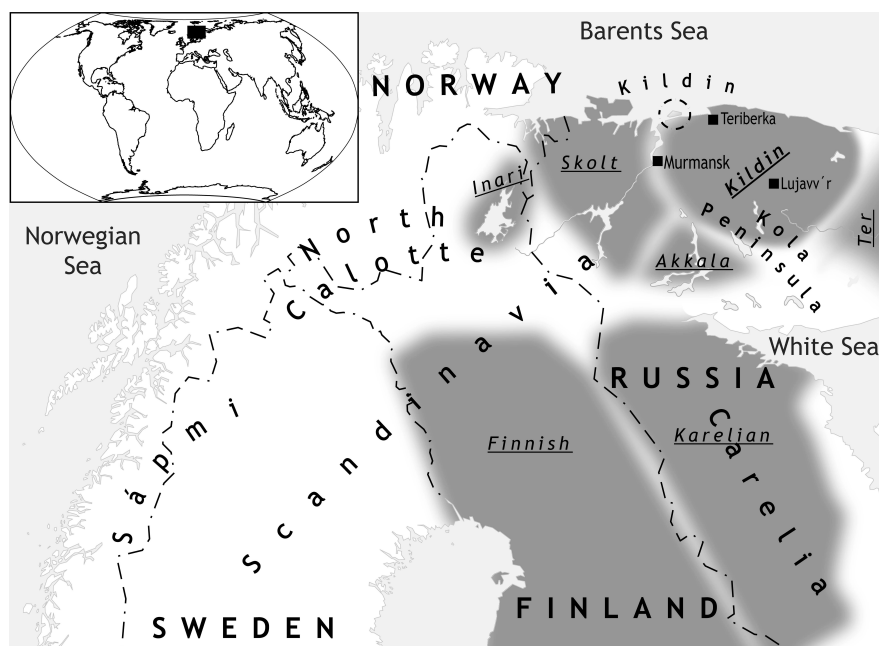 Barents Sea
NORWAY
Kildin
Teriberka
Skolt
Murmansk
Kildin
Inari
Lujavv´r
North
Calotte
Kola
Peninsula
Ter
Norwegian
Sea
Akkala
White Sea
RUSSIA
Sápmi
Scandinavia
Finnish
Karelian
Carelia
SWEDEN
FINLAND